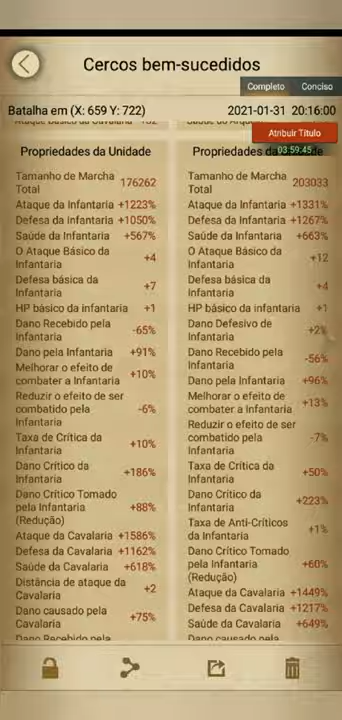 Cercos bem-sucedidos
Completo
Conciso
Batalha em (X: 659 Y: 722)
2021-01-31 20:16:00
Atribuir Título
03:59:45
Propriedades da Unidade
Tamanho de Marcha
Total
176262
Ataque da Infantaria +1223%
Defesa da Infantaria +1050%
Saúde da Infantaria +567%
O Ataque Básico da
Infantaria
+4
Defesa básica da
Infantaria
+7
HP básico da infantaria +1
Dano Recebido pela
Infantaria
-65%
Dano pela Infantaria +91%
Melhorar o efeito de
combater a Infantaria
+10%
Reduzir o efeito de ser
combatido pela
Infantaria
-6%
Taxa de Crítica da
Infantaria
+10%
Dano Crítico da
Infantaria
+186%
Dano Crítico Tomado
pela Infantaria
(Redução)
+88%
Ataque da Cavalaria +1586%
Defesa da Cavalaria +1162%
Saúde da Cavalaria +618%
Distância de ataque da
Cavalaria
+2
Dano causado pela
Cavalaria
+75%
Dano Recebido pela
Propriedades da
Tamanho de Marcha
Total
203033
Ataque da Infantaria +1331%
Defesa da Infantaria +1267%
Saúde da Infantaria +663%
O Ataque Básico da
Infantaria
+12
Defesa básica da
Infantaria
+4
HP básico da infantaria +1
Dano Defesivo de
Infantaria
+2%
Dano Recebido pela
Infantaria
-56%
Dano pela Infantaria +96%
Melhorar o efeito de
combater a Infantaria
+13%
Reduzir o efeito de ser
combatido pela
Infantaria
-7%
Taxa de Crítica da
Infantaria
+50%
Dano Crítico da
Infantaria
+223%
Taxa de Anti-Críticos
da Infantaria
+1%
Dano Crítico Tomado
pela Infantaria
(Redução)
+60%
Ataque da Cavalaria +1449%
Defesa da Cavalaria +1217%
Saúde da Cavalaria +649%
Dano causado pela